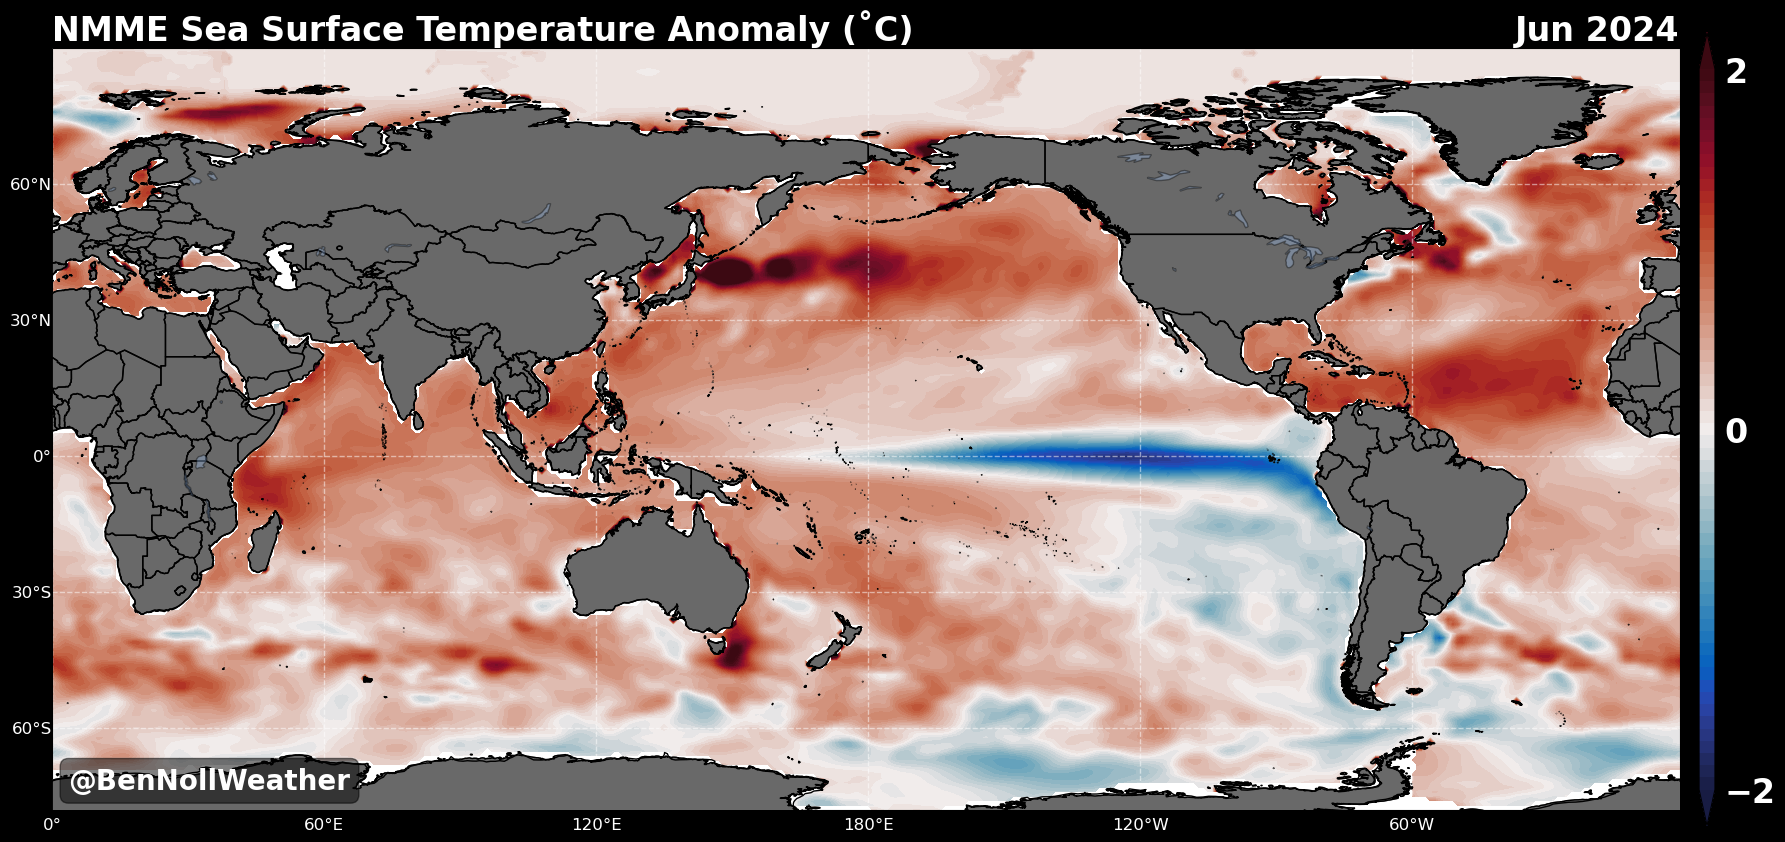 NMME Sea Surface Temperature Anomaly (°C)
Jun 2024
2
60°N
30°N
0
0°
30°S
60°S
@BenNollWeather
−2
0°
60°E
120°E
180°E
120°W
60°W